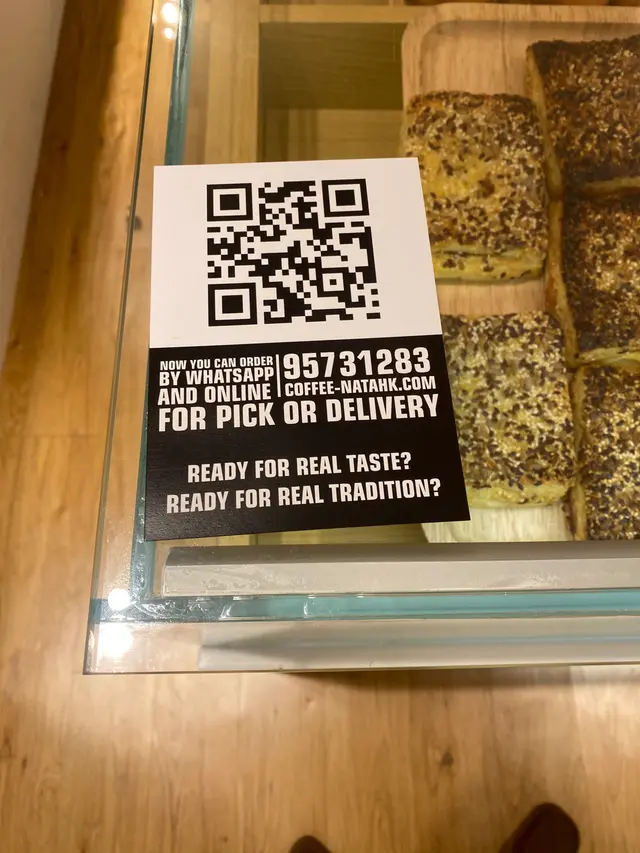 NOW YOU CAN ORDER
BY WHATSAPP
AND ONLINE
95731283
COFFEE-NATAHK.COM
FOR PICK OR DELIVERY
READY FOR REAL TASTE?
READY FOR REAL TRADITION?